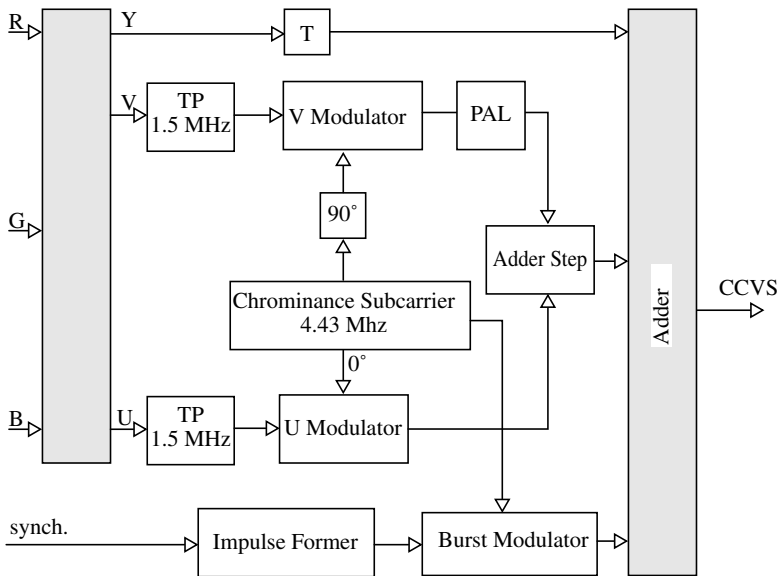 R
Y
T
V
TP
1.5 MHz
V Modulator
PAL
G
90°
Adder Step
Chrominance Subcarrier
4.43 Mhz
CCVS
Adder
0°
B
U
TP
1.5 MHz
U Modulator
synch.
Impulse Former
Burst Modulator